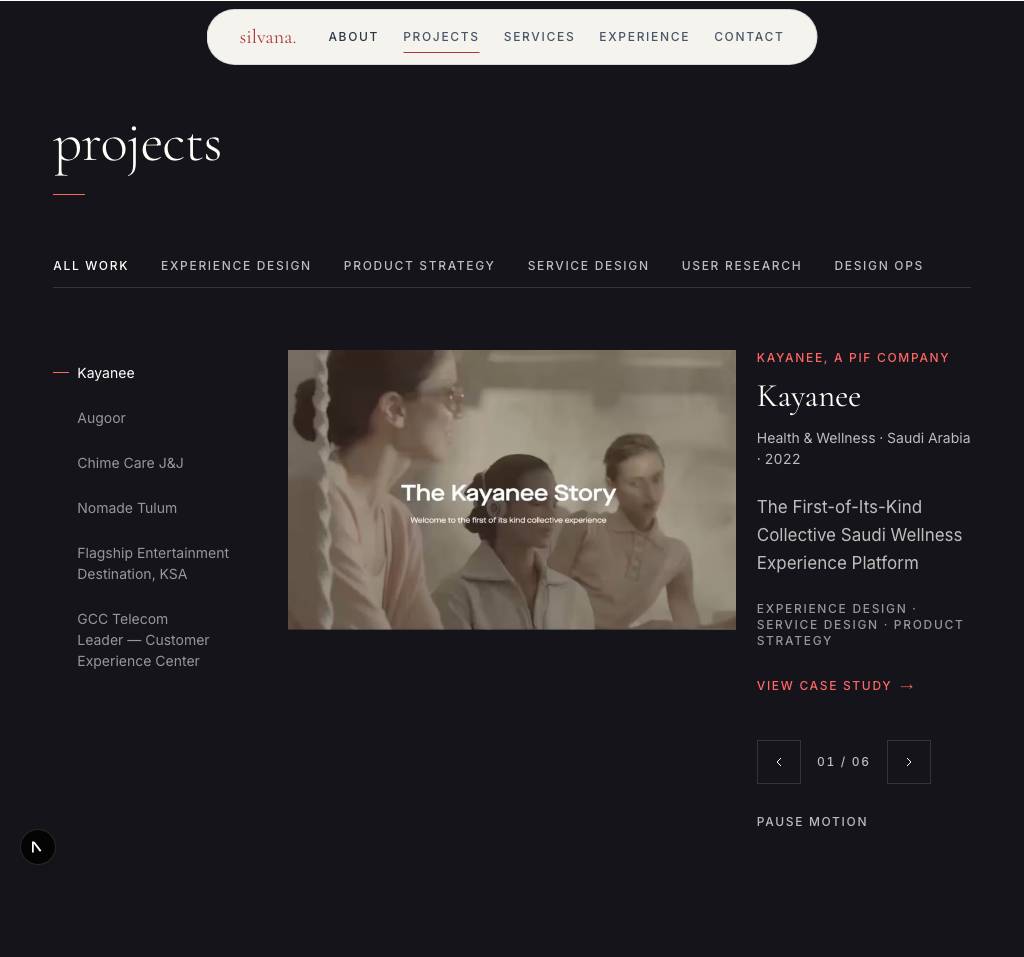 silvana.
ABOUT
PROJECTS
SERVICES
EXPERIENCE
CONTACT
projects
ALL WORK
EXPERIENCE DESIGN
PRODUCT STRATEGY
SERVICE DESIGN
USER RESEARCH
DESIGN OPS
Kayanee
Augoor
Chime Care J&J
Nomade Tulum
Flagship Entertainment
Destination, KSA
GCC Telecom
Leader — Customer
Experience Center
The Kayanee Story
Welcome to the first of its kind collective experience
KAYANEE, A PIF COMPANY
Kayanee
Health & Wellness · Saudi Arabia
· 2022
The First-of-Its-Kind
Collective Saudi Wellness
Experience Platform
EXPERIENCE DESIGN ·
SERVICE DESIGN · PRODUCT
STRATEGY
VIEW CASE STUDY →
01 / 06
PAUSE MOTION